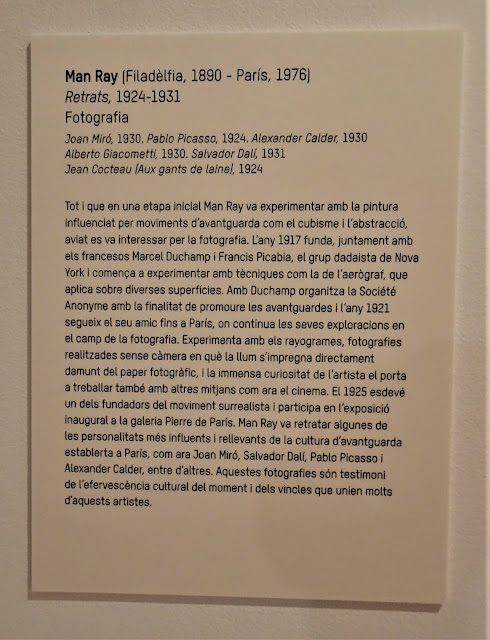 Man Ray (Filadèlfia, 1890 - París, 1976)
Retrats, 1924-1931
Fotografia
Joan Miró, 1930. Pablo Picasso, 1924. Alexander Calder, 1930
Alberto Giacometti, 1930. Salvador Dalí, 1931
Jean Cocteau (Aux gants de laine), 1924
Tot i que en una etapa inicial Man Ray va experimentar amb la pintura
influenciat per moviments d'avantguarda com el cubisme i l'abstracció,
aviat es va interessar per la fotografia. L'any 1917 funda, juntament amb
els francesos Marcel Duchamp i Francis Picabia, el grup dadaista de Nova
York i comença a experimentar amb tècniques com la de l'aerògraf, que
aplica sobre diverses superfícies. Amb Duchamp organitza la Société
Anonyme amb la finalitat de promoure les avantguardes i l'any 1921
segueix el seu amic fins a París, on continua les seves exploracions en
el camp de la fotografia. Experimenta amb els rayogrames, fotografies
realitzades sense càmera en què la llum s'impregna directament
damunt del paper fotogràfic, i la immensa curiositat de l'artista el porta
a treballar també amb altres mitjans com ara el cinema. El 1925 esdevé
un dels fundadors del moviment surrealista i participa en l'exposició
inaugural a la galeria Pierre de París. Man Ray va retratar algunes de
les personalitats més influents i rellevants de la cultura d'avantguarda
establerta a París, com ara Joan Miró, Salvador Dalí, Pablo Picasso i
Alexander Calder, entre d'altres. Aquestes fotografies són testimoni
de l'efervescència cultural del moment i dels vincles que unien molts
d'aquests artistes.